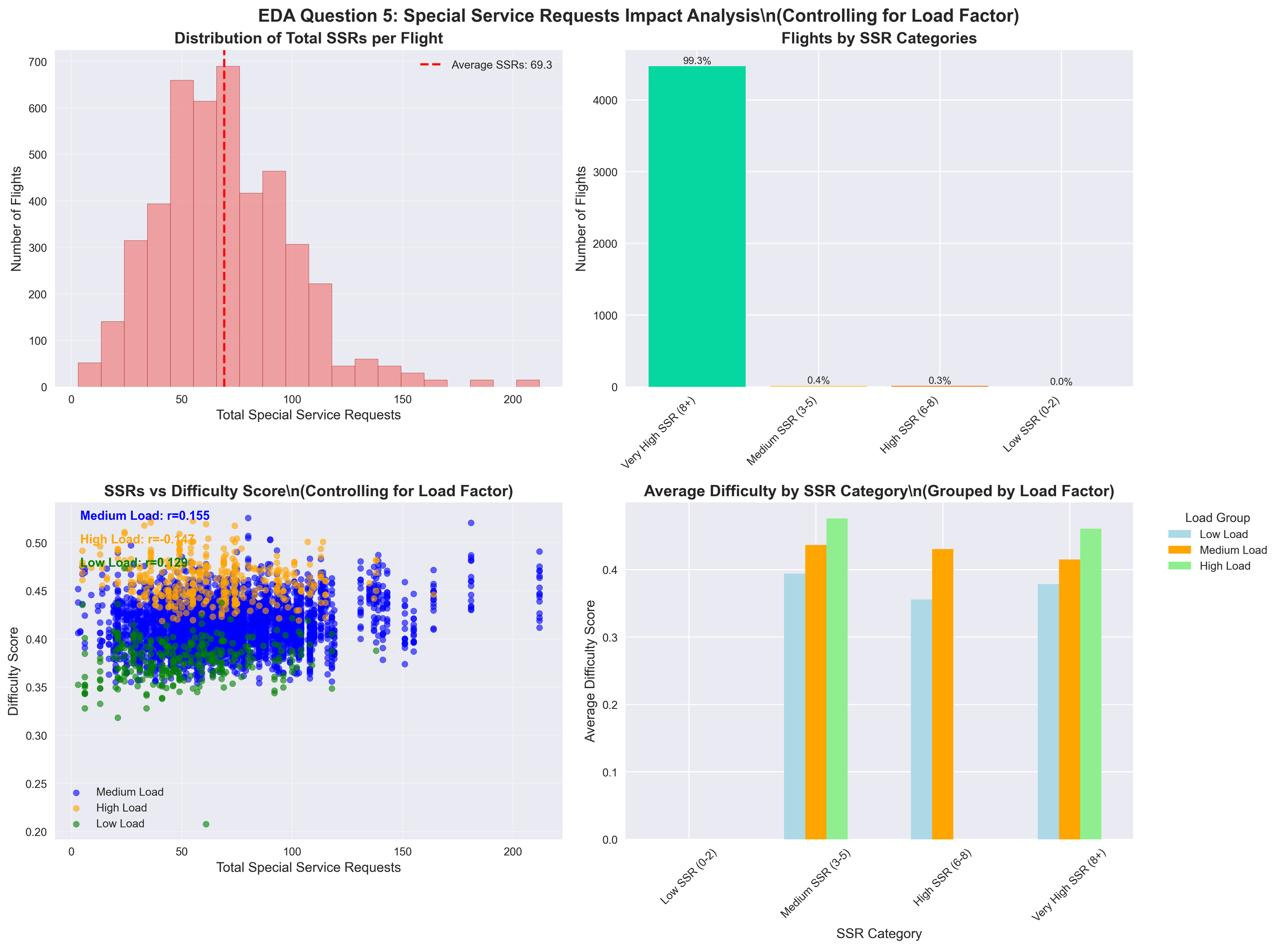 EDA Question 5: Special Service Requests Impact Analysis\n(Controlling for Load Factor)
Distribution of Total SSRs per Flight
Average SSRs: 69.3
Number of Flights
700
600
500
400
300
200
100
0
0 50 100 150 200
Total Special Service Requests
Flights by SSR Categories
Number of Flights
4000
3000
2000
1000
0
99.3%
0.4%
0.3%
0.0%
Very High SSR (8+)
Medium SSR (3-5)
High SSR (6-8)
Low SSR (0-2)
SSRs vs Difficulty Score\n(Controlling for Load Factor)
Medium Load: r=0.155
High Load: r=-0.147
Low Load: r=0.129
Difficulty Score
0.50
0.45
0.40
0.35
0.30
0.25
0.20
Medium Load
High Load
Low Load
0 50 100 150 200
Total Special Service Requests
Average Difficulty by SSR Category\n(Grouped by Load Factor)
Average Difficulty Score
0.4
0.3
0.2
0.1
0.0
Low SSR (0-2)
Medium SSR (3-5)
High SSR (6-8)
Very High SSR (8+)
SSR Category
Load Group
Low Load
Medium Load
High Load